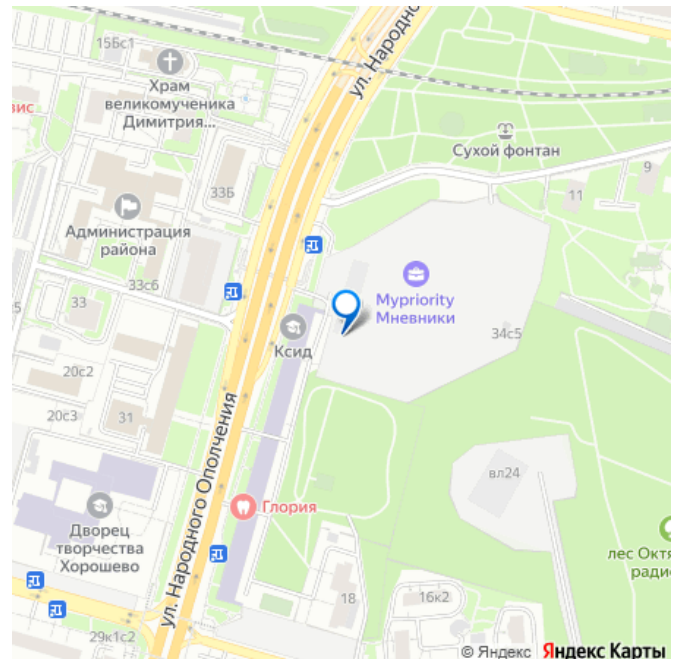 15Бс1
ул. Народно
Храм
великомученика
Димитрия...
вис
Сухой фонтан
9
11
33Б
Администрация
района
33с6
33
Mypriority
Мневники
34с5
Ксид
20с2
20с3
31
ул. Народного Ополчения
вл24
Глория
Дворец
творчества
Хорошево
лес Октя
ради
18
16к2
29к1с2
© Яндекс Яндекс Карты